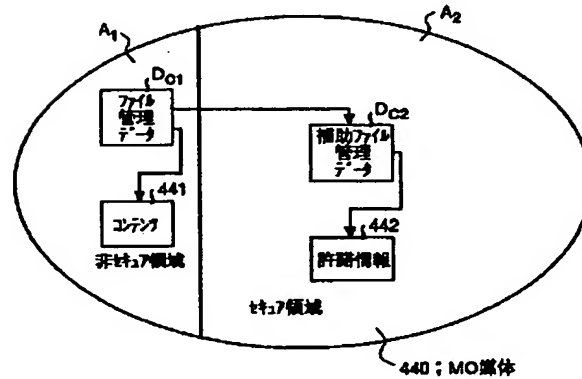 A1
A2
DC1
ファイル
管理
データ
DC2
補助ファイル
管理
データ
441
コンテンツ
442
許諾情報
非セキュア領域
セキュア領域
440；MO媒体